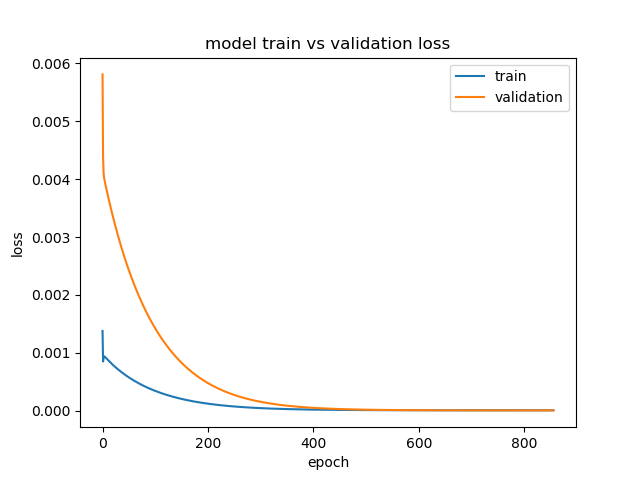 model train vs validation loss
train
validation
0.006
0.005
0.004
0.003
0.002
0.001
0.000
loss
0 200 400 600 800
epoch